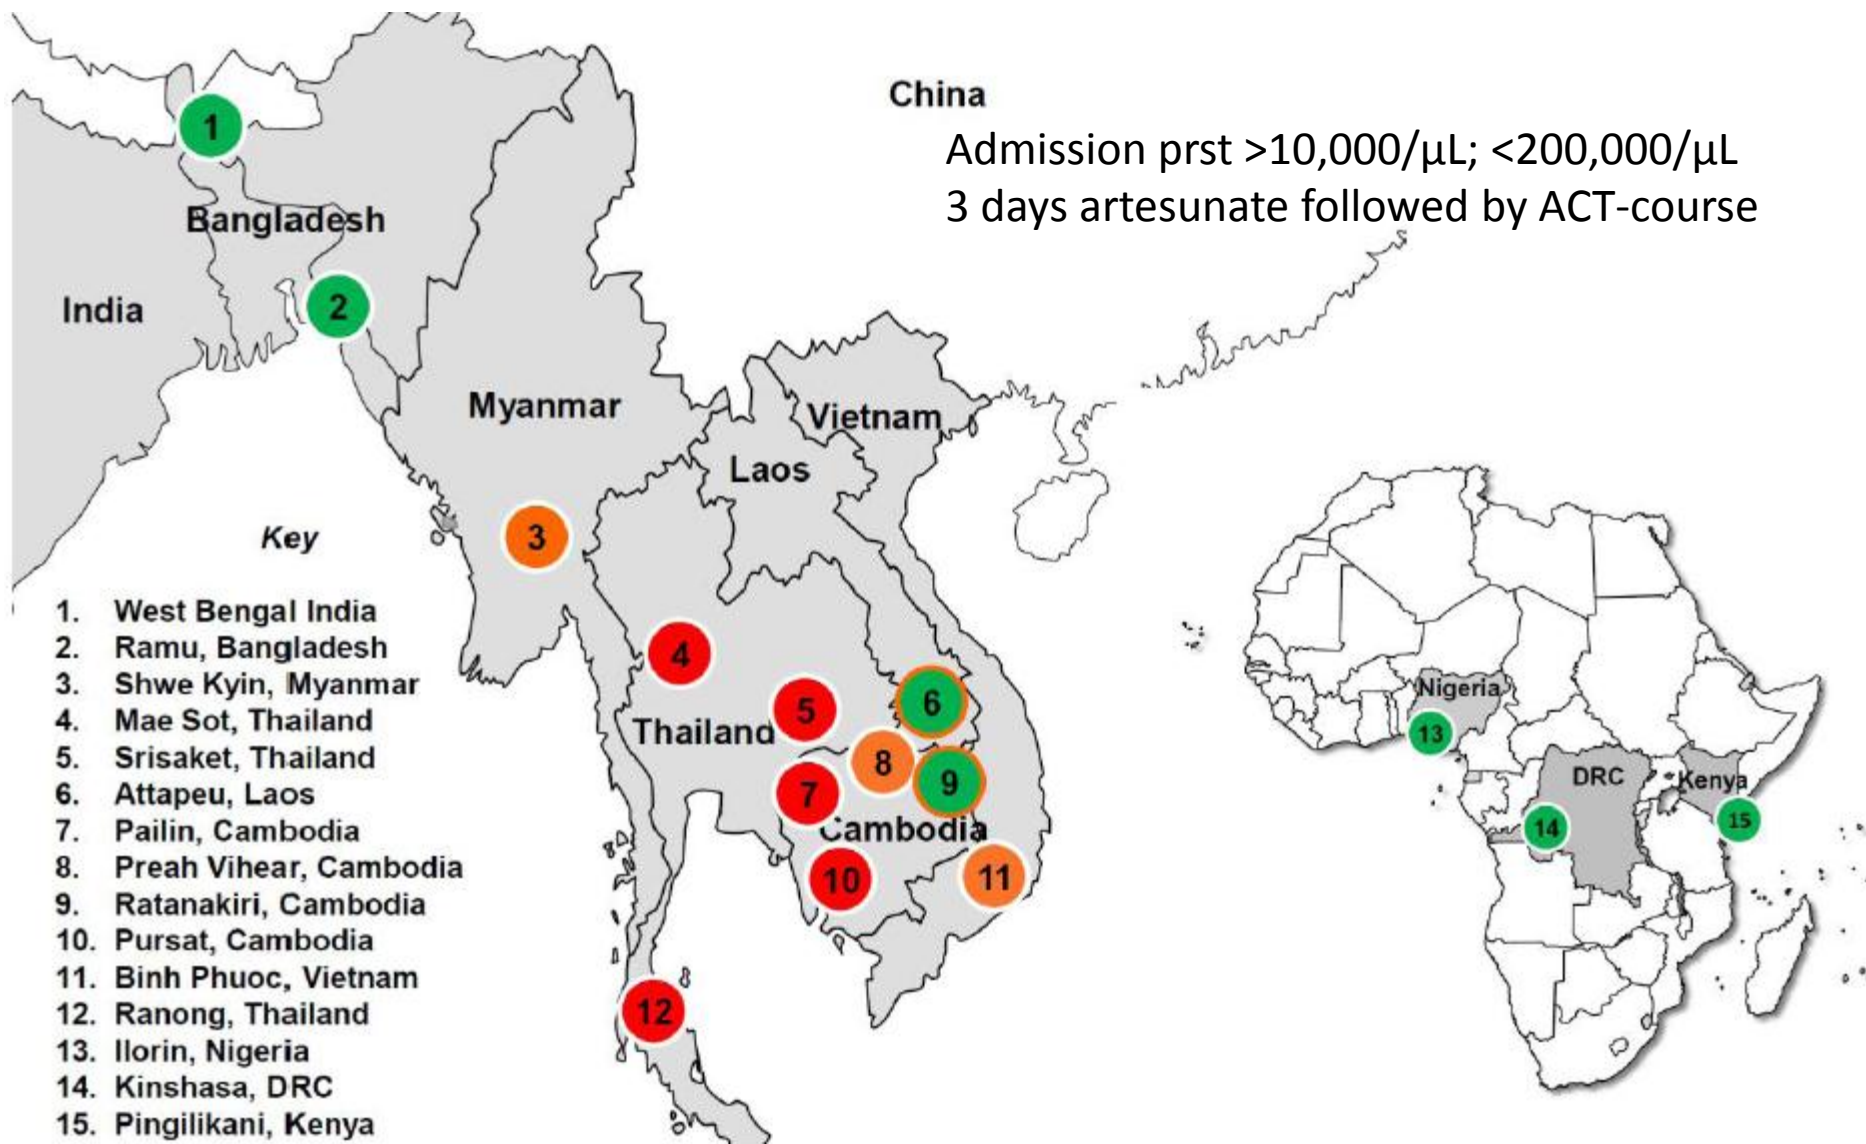 China
Admission prst >10,000/µL; <200,000/µL
3 days artesunate followed by ACT-course
1
Bangladesh
India
2
Myanmar
Vietnam
Laos
3
4
5
6
Thailand
8
7
9
Cambodia
10
11
12
Nigeria
13
DRC
Kenya
14
15
Key
1. West Bengal India
2. Ramu, Bangladesh
3. Shwe Kyin, Myanmar
4. Mae Sot, Thailand
5. Srisaket, Thailand
6. Attapeu, Laos
7. Pailin, Cambodia
8. Preah Vihear, Cambodia
9. Ratanakiri, Cambodia
10. Pursat, Cambodia
11. Binh Phuoc, Vietnam
12. Ranong, Thailand
13. Ilorin, Nigeria
14. Kinshasa, DRC
15. Pingilikani, Kenya